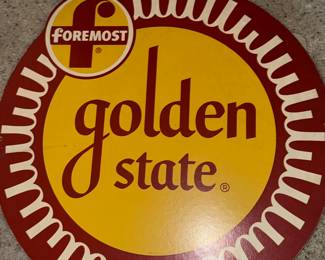 f
FOREMOST
®
golden
state®